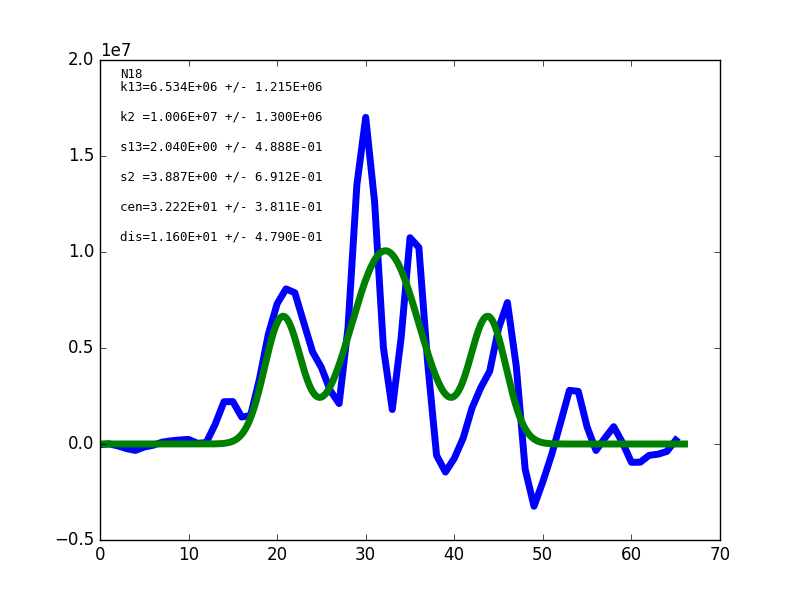 1e7
2.0
N18
k13=6.534E+06 +/- 1.215E+06
k2 =1.006E+07 +/- 1.300E+06
1.5
s13=2.040E+00 +/- 4.888E-01
s2 =3.887E+00 +/- 6.912E-01
cen=3.222E+01 +/- 3.811E-01
dis=1.160E+01 +/- 4.790E-01
1.0
0.5
0.0
−0.5
0 10 20 30 40 50 60 70